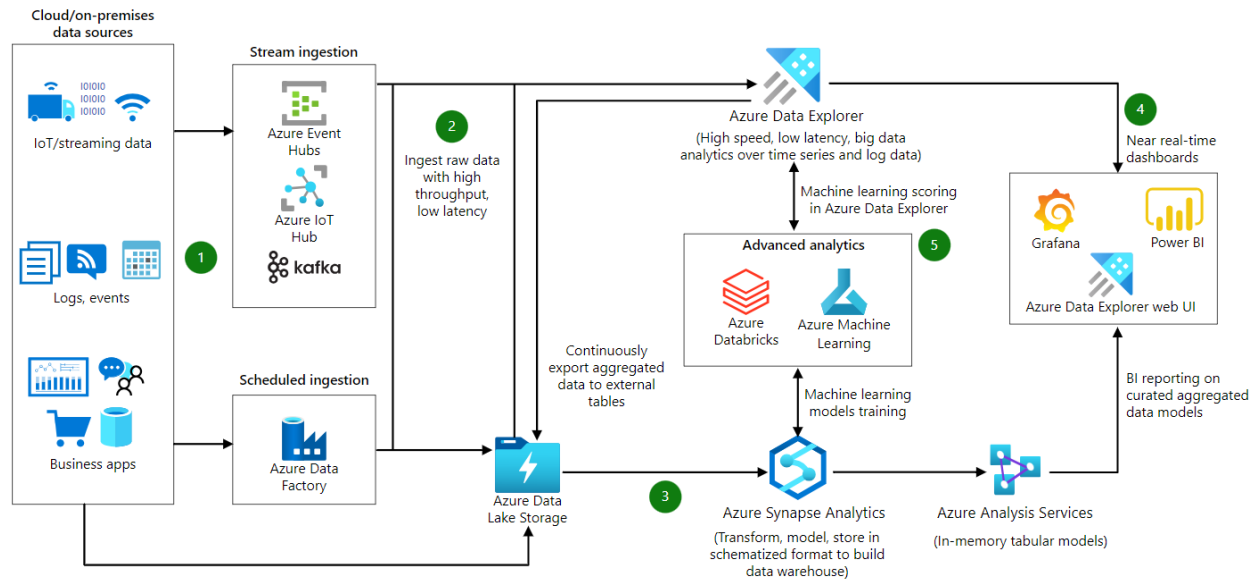 Cloud/on-premises
data sources
IoT/streaming data
IOIOIO
IOIOIO
IOIOIO
Logs, events
Business apps
1
Stream ingestion
Azure Event
Hubs
Azure IoT
Hub
kafka
Scheduled ingestion
Azure Data
Factory
2
Ingest raw data
with high
throughput,
low latency
Azure Data Explorer
(High speed, low latency, big data
analytics over time series and log data)
Machine learning scoring
in Azure Data Explorer
Advanced analytics
5
Azure
Databricks
Azure Machine
Learning
Continuously
export aggregated
data to external
tables
Machine learning
models training
Azure Data
Lake Storage
3
Azure Synapse Analytics
(Transform, model, store in
schematized format to build
data warehouse)
Azure Analysis Services
(In-memory tabular models)
4
Near real-time
dashboards
Grafana
Power BI
Azure Data Explorer web UI
BI reporting on
curated aggregated
data models